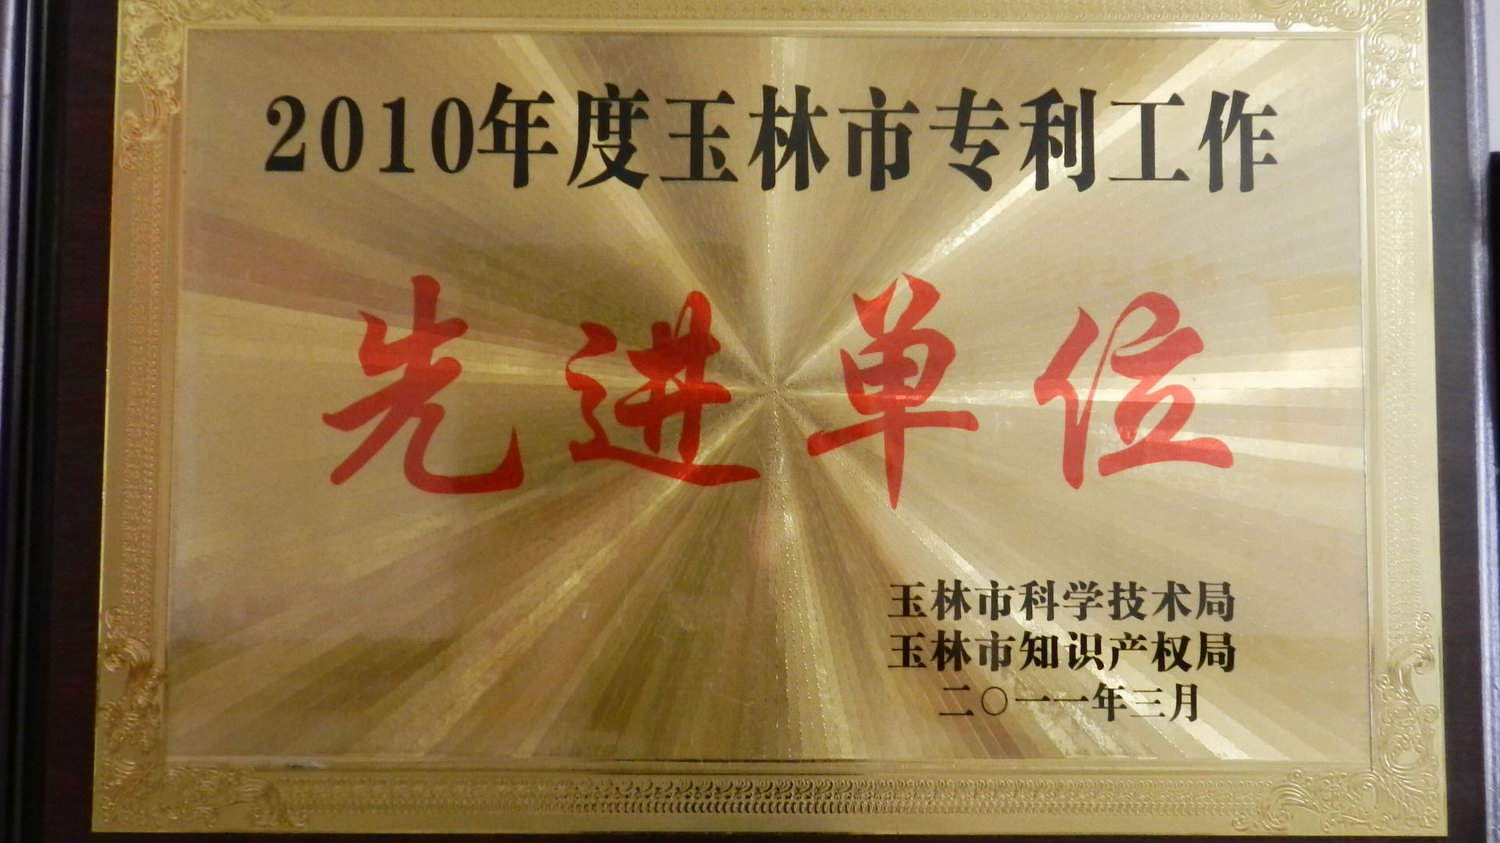 2010年度玉林市专利工作
先进单位
玉林市科学技术局
玉林市知识产权局
二〇一一年三月